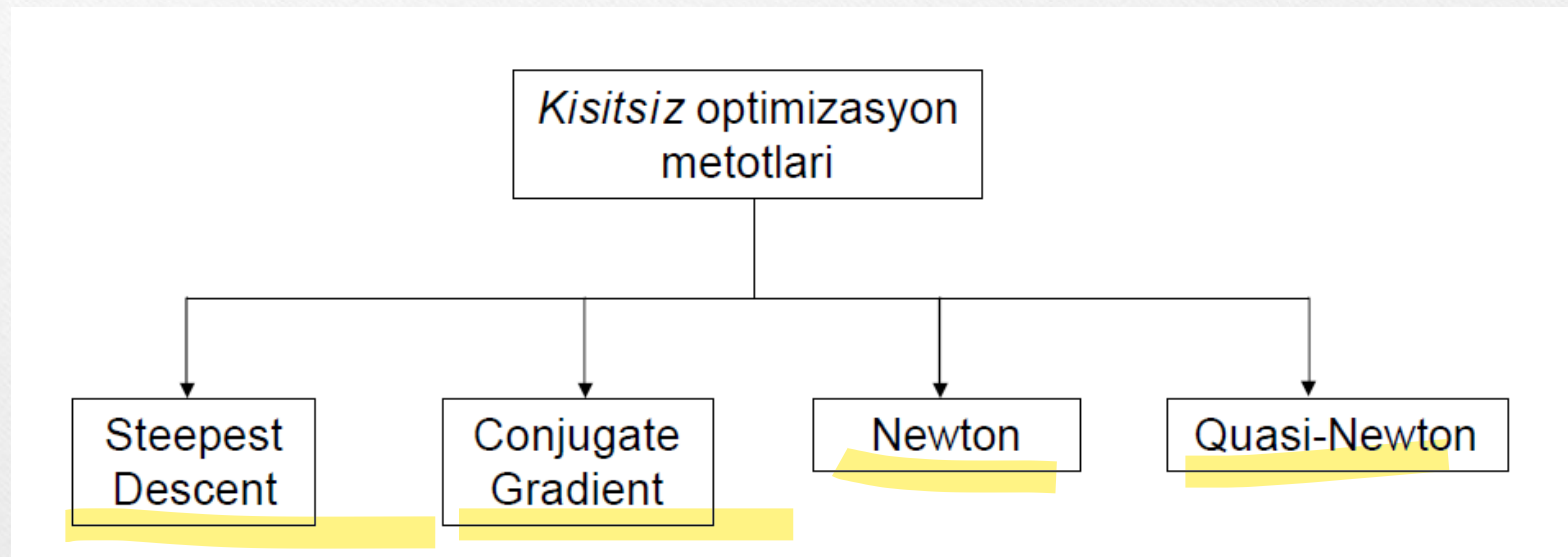 Kisitsiz optimizasyon
metotlari
Steepest
Descent
Conjugate
Gradient
Newton
Quasi-Newton